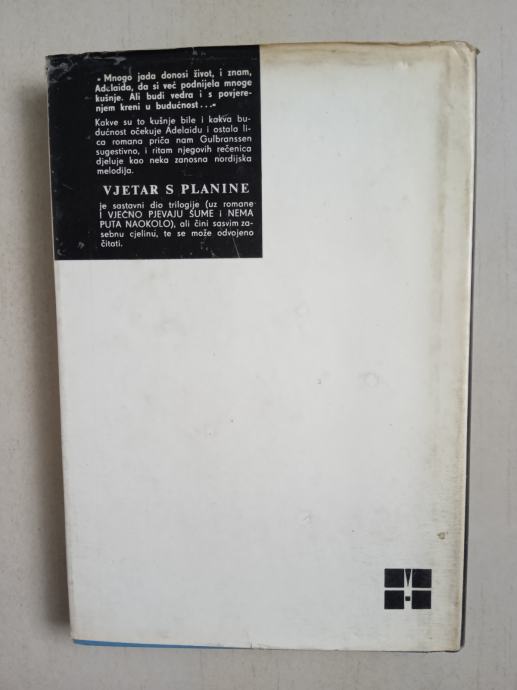 » Mnogo jada donosi život, i znam,
Adelaida, da si već podnijela mnoge
kušnje. Ali budi vedra i s povjere-
njem kreni u budućnost . . .«
Kakve su to kušnje bile i kakva bu-
dućnost očekuje Adelaidu i ostala li-
ca romana priča nam Gulbranssen
sugestivno, i ritam njegovih rečenica
djeluje kao neka zanosna nordijska
melodija.
VJETAR S PLANINE
je sastavni dio trilogije (uz romane
I VJEČNO PJEVAJU ŠUME i NEMA
PUTA NAOKOLO), ali čini sasvim za-
sebnu cjelinu, te se može odvojeno
čitati.